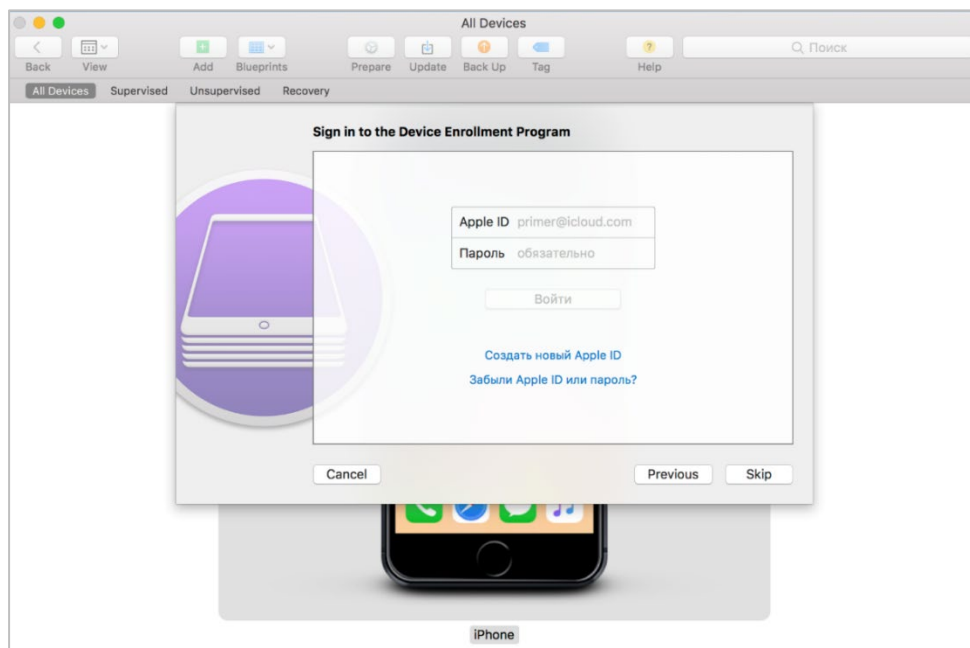 All Devices
Поиск
Back View Add Blueprints Prepare Update Back Up Tag Help
All Devices Supervised Unsupervised Recovery
Sign in to the Device Enrollment Program
Apple ID primer@icloud.com
Пароль обязательно
Войти
Создать новый Apple ID
Забыли Apple ID или пароль?
Cancel Previous Skip
iPhone